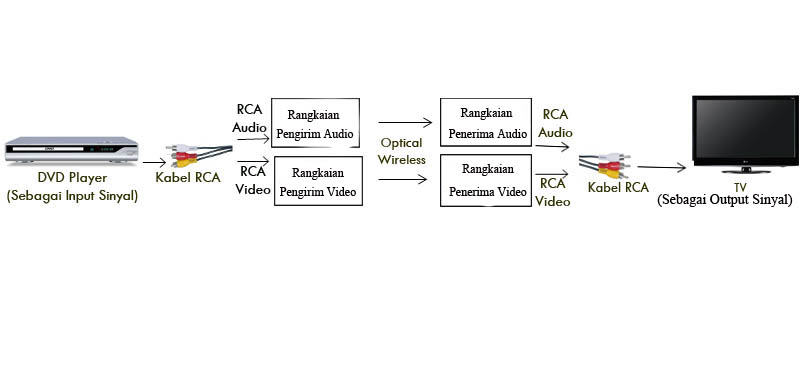 DVD Player
(Sebagai Input Sinyal)
Kabel RCA
RCA
Audio
RCA
Video
Rangkaian
Pengirim Audio
Rangkaian
Pengirim Video
Optical
Wireless
Rangkaian
Penerima Audio
Rangkaian
Penerima Video
RCA
Audio
RCA
Video
Kabel RCA
TV
(Sebagai Output Sinyal)